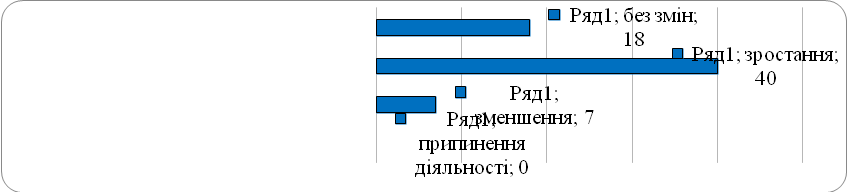 Ряд1; без змін;
18
Ряд1; зростання;
40
Ряд1;
зменшення; 7
Ряд1;
припинення
діяльності; 0